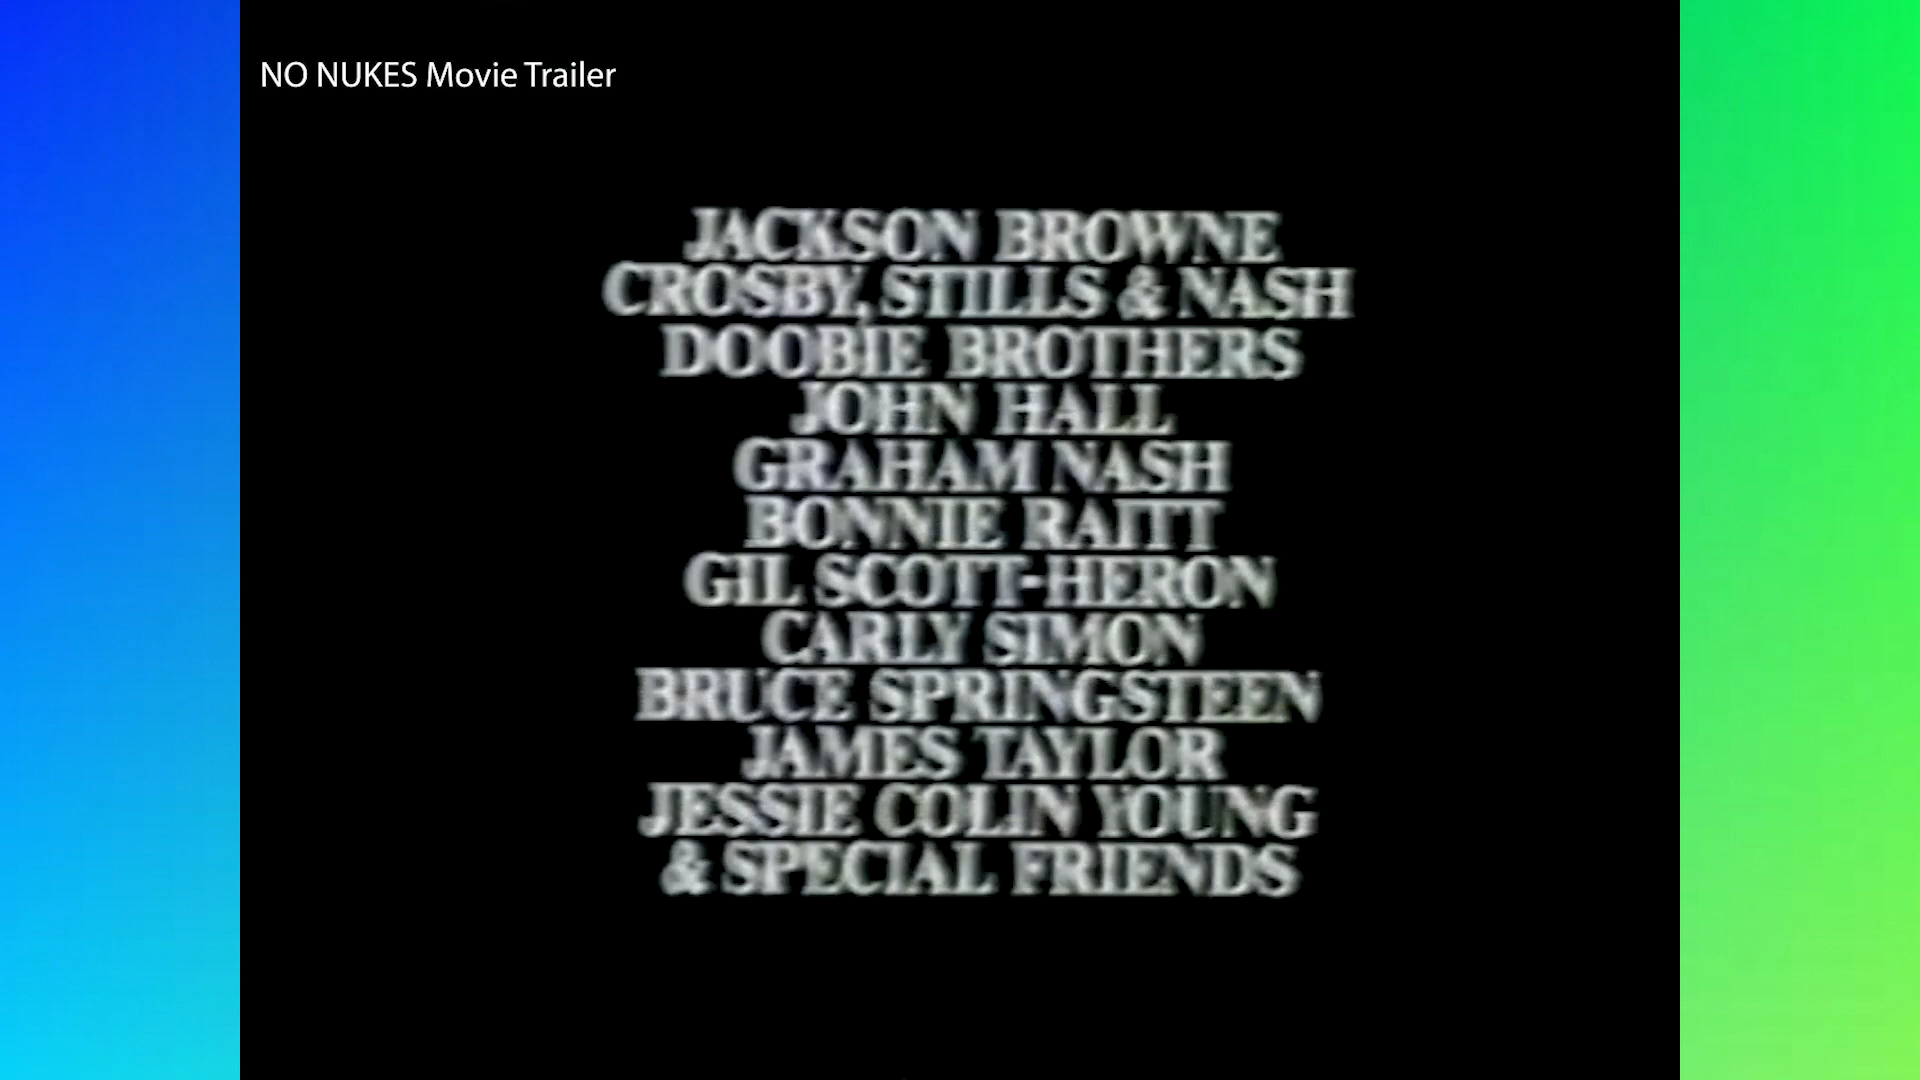 NO NUKES Movie Trailer
JACKSON BROWNE
CROSBY, STILLS & NASH
DOOBIE BROTHERS
JOHN HALL
GRAHAM NASH
BONNIE RAITT
GIL SCOTT-HERON
CARLY SIMON
BRUCE SPRINGSTEEN
JAMES TAYLOR
JESSIE COLIN YOUNG
& SPECIAL FRIENDS